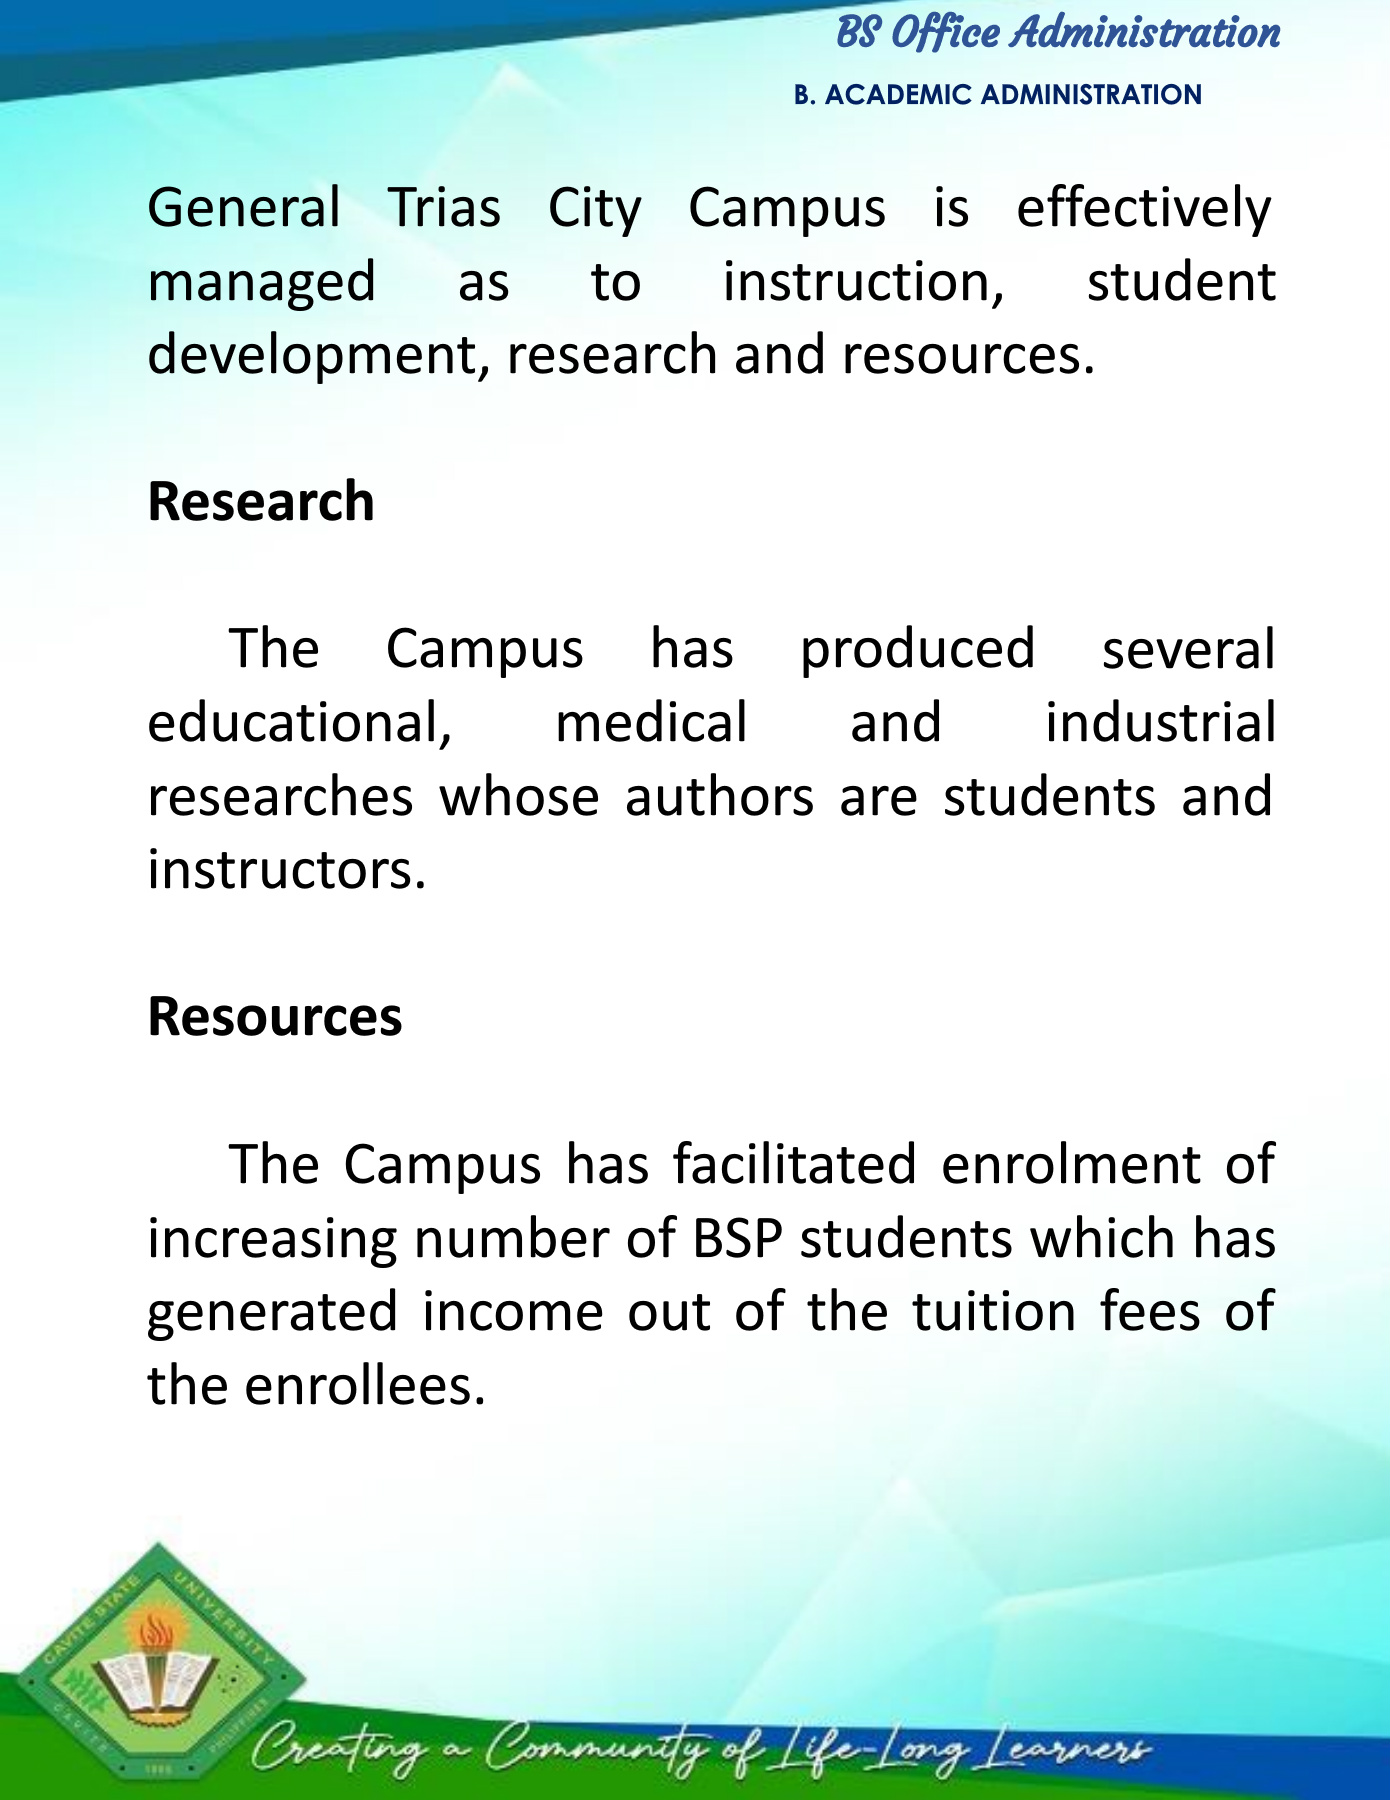 BS Office Administration
B. ACADEMIC ADMINISTRATION
General Trias City Campus is effectively
managed as to instruction, student
development, research and resources.
Research
The Campus has produced several
educational, medical and industrial
researches whose authors are students and
instructors.
Resources
The Campus has facilitated enrolment of
increasing number of BSP students which has
generated income out of the tuition fees of
the enrollees.
CAVITE STATE UNIVERSITY
CAVITE
PHILIPPINES
1906
Creating a Community of Life-Long Learners